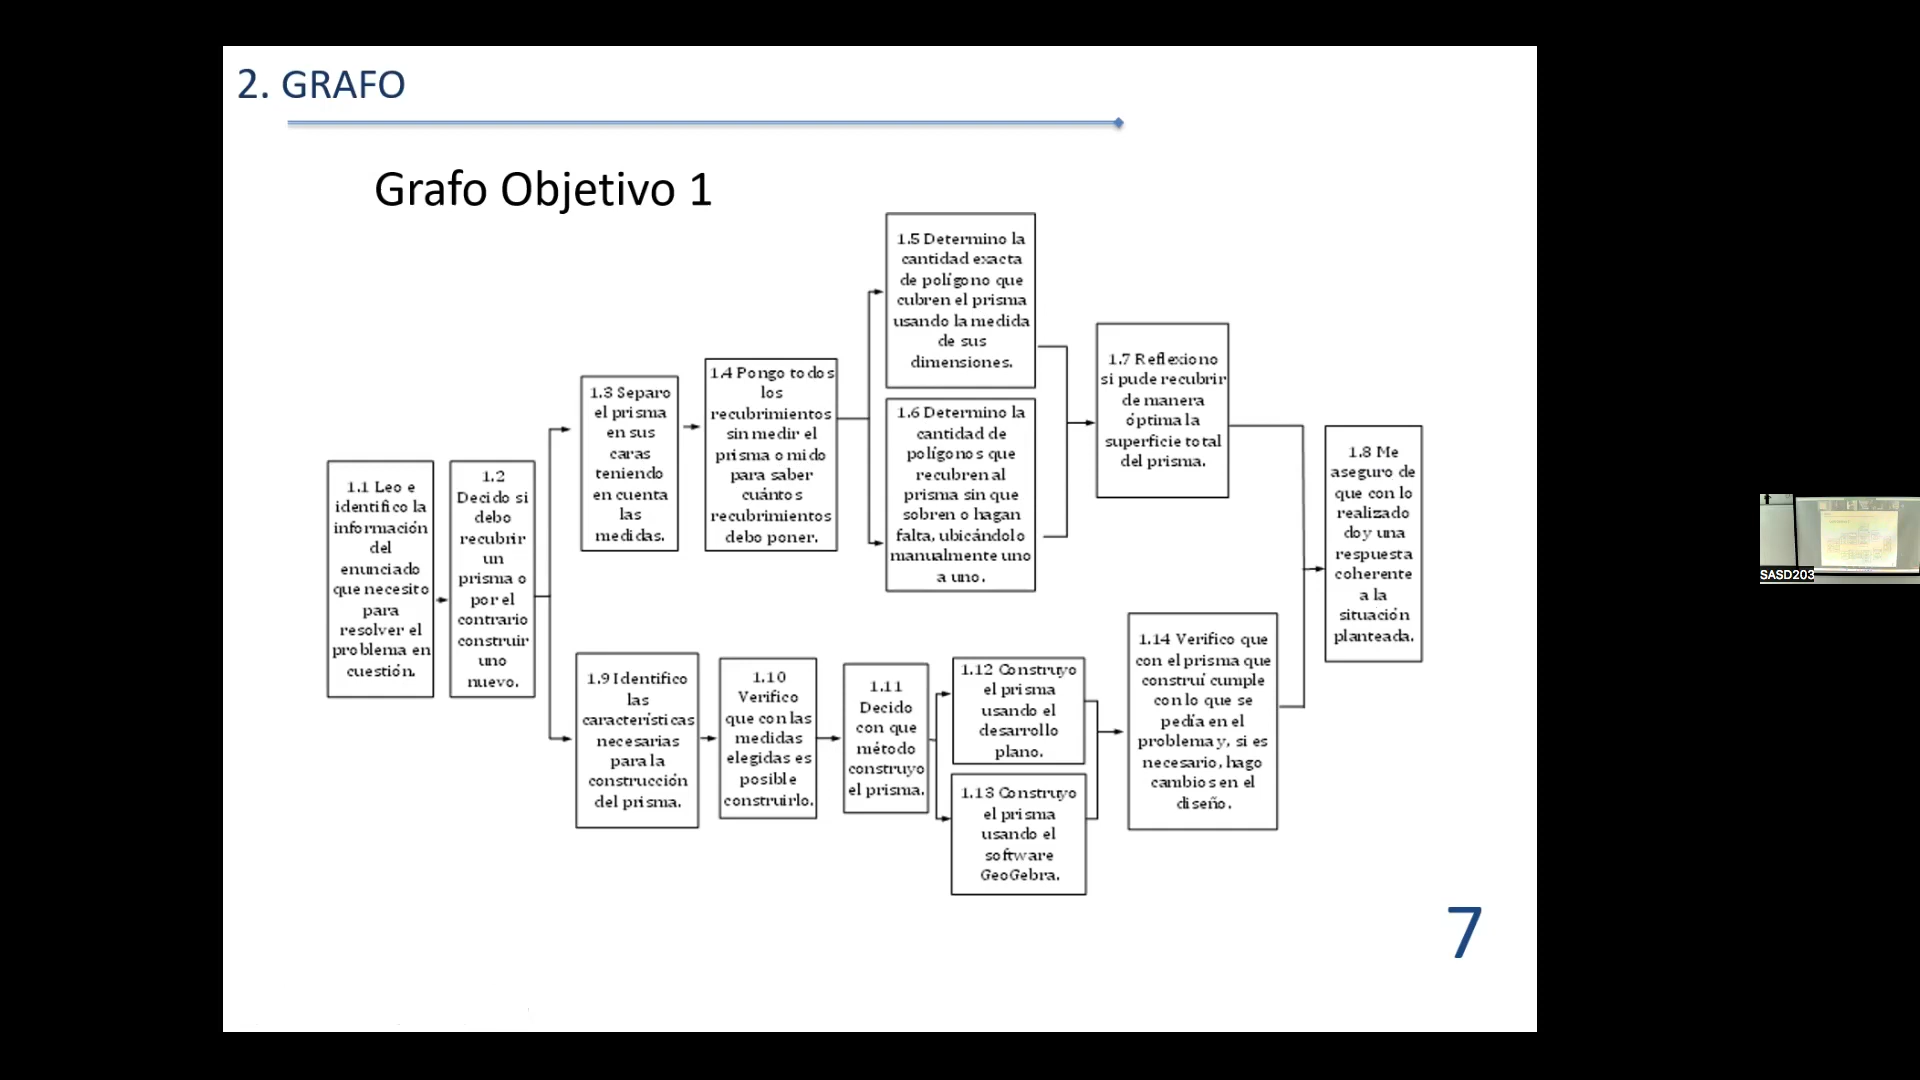 2. GRAFO
Grafo Objetivo 1
1.1 Leo e
identifico la
información
del
enunciado
que necesito
para
resolver el
problema en
cuestión.
1.2
Decido si
debo
recubrir
un
prisma o
por el
contrario
construir
uno
nuevo.
1.3 Separo
el prisma
en sus
caras
teniendo
en cuenta
las
medidas.
1.4 Pongo todos
los
recubrimientos
sin medir el
prisma o mido
para saber
cuántos
recubrimientos
debo poner.
1.5 Determino la
cantidad exacta
de polígono que
cubren el prisma
usando la medida
de sus
dimensiones.
1.6 Determino la
cantidad de
polígonos que
recubren al
prisma sin que
sobren o hagan
falta, ubicándolo
manualmente uno
a uno.
1.7 Reflexiono
si pude recubrir
de manera
óptima la
superficie total
del prisma.
1.8 Me
aseguro de
que con lo
realizado
doy una
respuesta
coherente
a la
situación
planteada.
1.9 Identifico
las
características
necesarias
para la
construcción
del prisma.
1.10
Verifico
que con las
medidas
elegidas es
posible
construirlo.
1.11
Decido
con que
método
construyo
el prisma.
1.12 Construyo
el prisma
usando el
desarrollo
plano.
1.13 Construyo
el prisma
usando el
software
GeoGebra.
1.14 Verifico que
con el prisma que
construí cumple
con lo que se
pedía en el
problema y, si es
necesario, hago
cambios en el
diseño.
7
SASD203